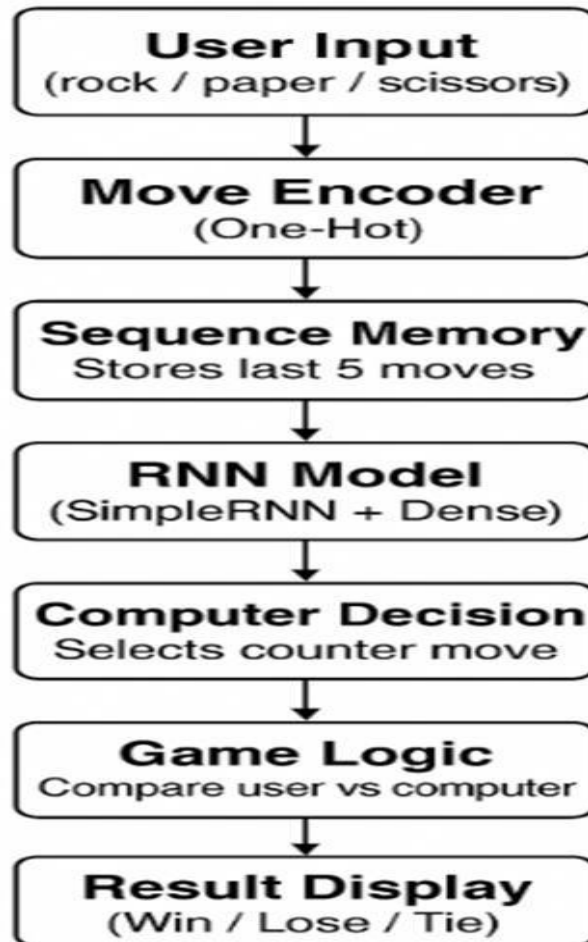 User Input
(rock / paper / scissors)
Move Encoder
(One-Hot)
Sequence Memory
Stores last 5 moves
RNN Model
(SimpleRNN + Dense)
Computer Decision
Selects counter move
Game Logic
Compare user vs computer
Result Display
(Win / Lose / Tie)